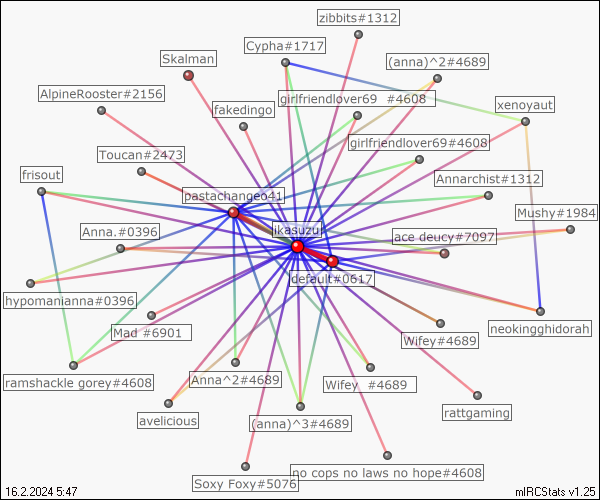 zibbits#1312
Cypha#1717
Skalman
(anna)^2#4689
AlpineRooster#2156
girlfriendlover69 #4608
xenoyaut
fakedingo
girlfriendlover69#4608
Toucan#2473
frisout
Annarchist#1312
pastachangeo41
Mushy#1984
Anna.#0396
ikasuzu
ace deucy#7097
default#0617
hypomanianna#0396
neokingghidorah
Mad #6901
Wifey#4689
ramshackle gorey#4608
Anna^2#4689
Wifey #4689
avelicious
(anna)^3#4689
rattgaming
Soxy Foxy#5076
no cops no laws no hope#4608
16.2.2024 5:47
mIRCStats v1.25